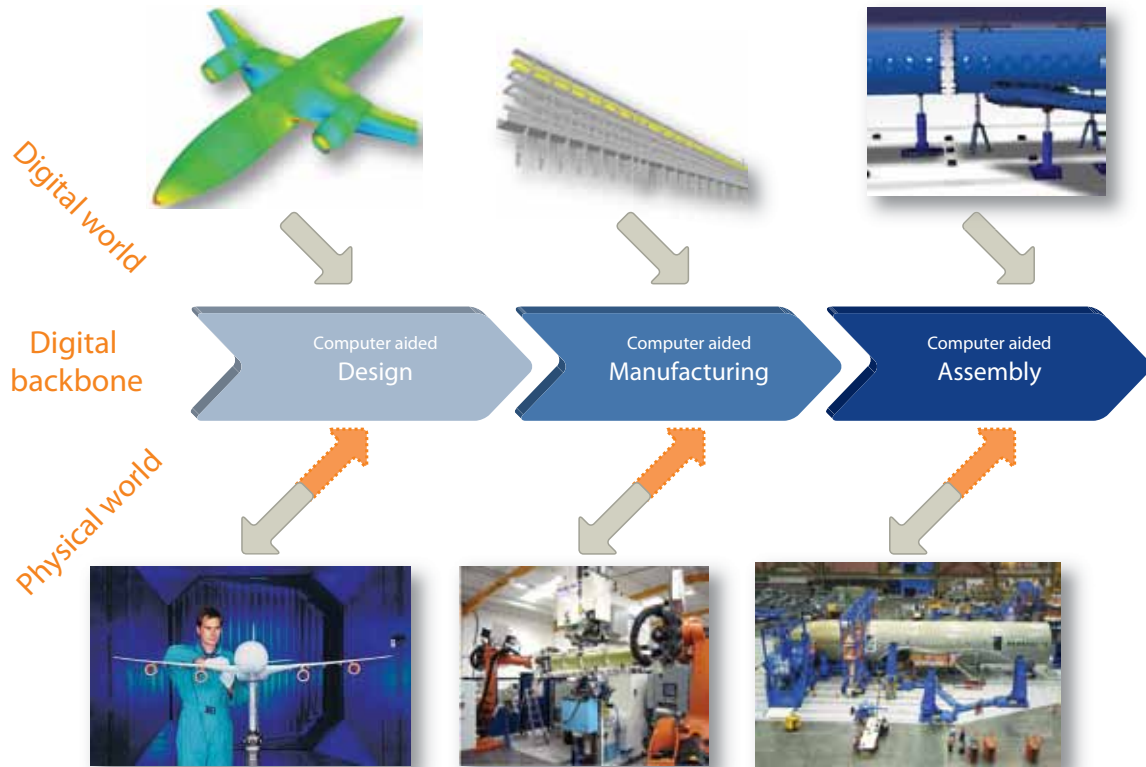 Digital world
Digital
backbone
Computer aided
Design
Computer aided
Manufacturing
Computer aided
Assembly
Physical world